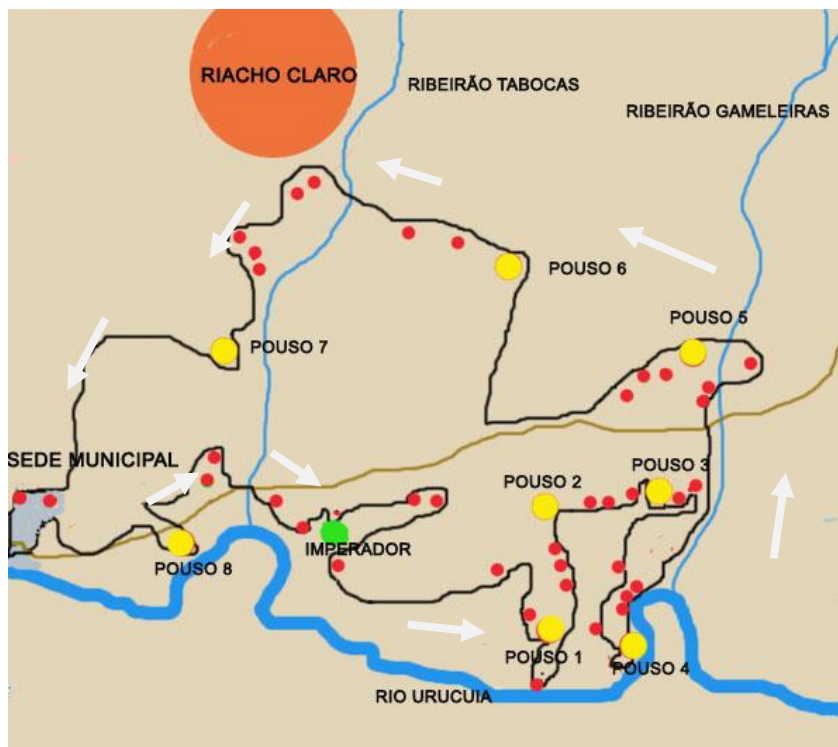 RIACHO CLARO
RIBEIRÃO TABOCAS
RIBEIRÃO GAMELEIRAS
POUSO 6
POUSO 5
POUSO 7
SEDE MUNICIPAL
POUSO 2
POUSO 3
IMPERADOR
POUSO 8
POUSO 1
POUSO 4
RIO URUCUIA